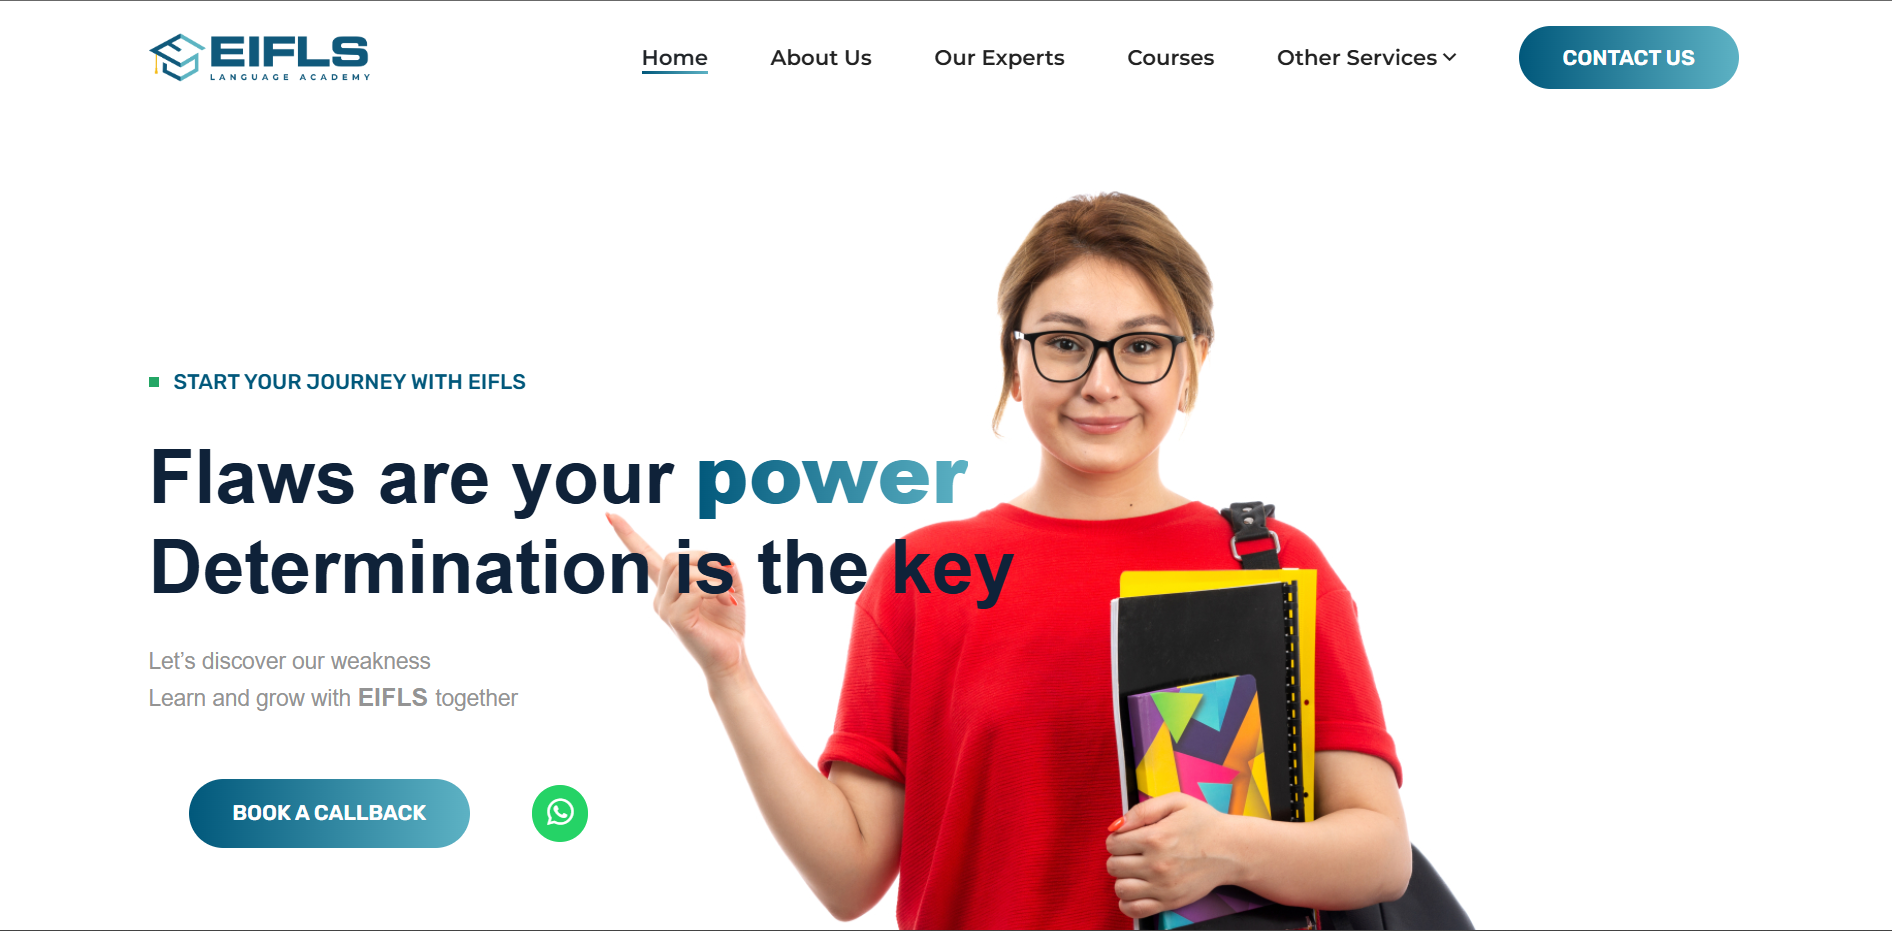 EIFLS
LANGUAGE ACADEMY
Home
About Us
Our Experts
Courses
Other Services
CONTACT US
START YOUR JOURNEY WITH EIFLS
Flaws are your power
Determination is the key
Let’s discover our weakness
Learn and grow with EIFLS together
BOOK A CALLBACK